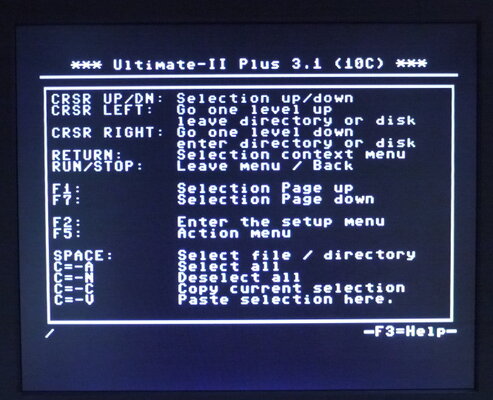 *** Ultimate-II Plus 3.1 (10C) ***
CRSR UP/DN: Selection up/down
CRSR LEFT: Go one level up
leave directory or disk
CRSR RIGHT: Go one level down
enter directory or disk
RETURN: Selection context menu
RUN/STOP: Leave menu / Back
F1: Selection Page up
F7: Selection Page down
F2: Enter the setup menu
F5: Action menu
SPACE: Select file / directory
C=-A Select all
C=-N Deselect all
C=-C Copy current selection
C=-V Paste selection here.
/ -F3=Help-